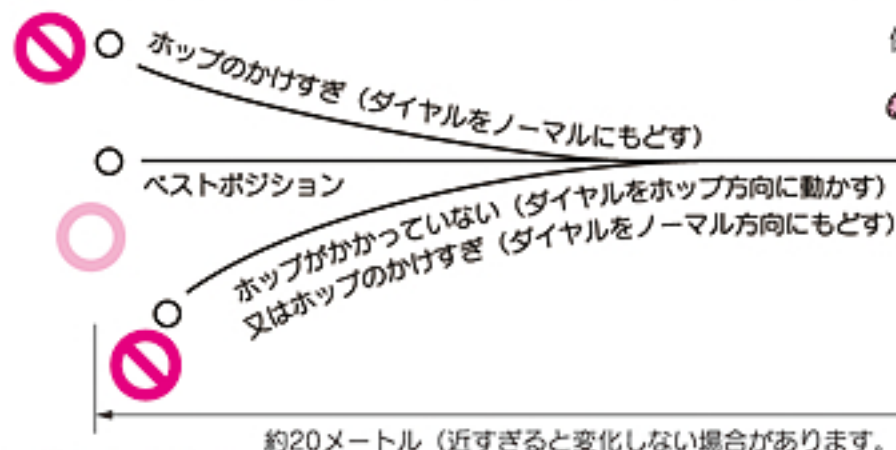 ホップのかけすぎ（ダイヤルをノーマルにもどす）
ベストポジション
ホップがかかっていない（ダイヤルをホップ方向に動かす）
又はホップのかけすぎ（ダイヤルをノーマル方向にもどす）
約20メートル（近すぎると変化しない場合があります。